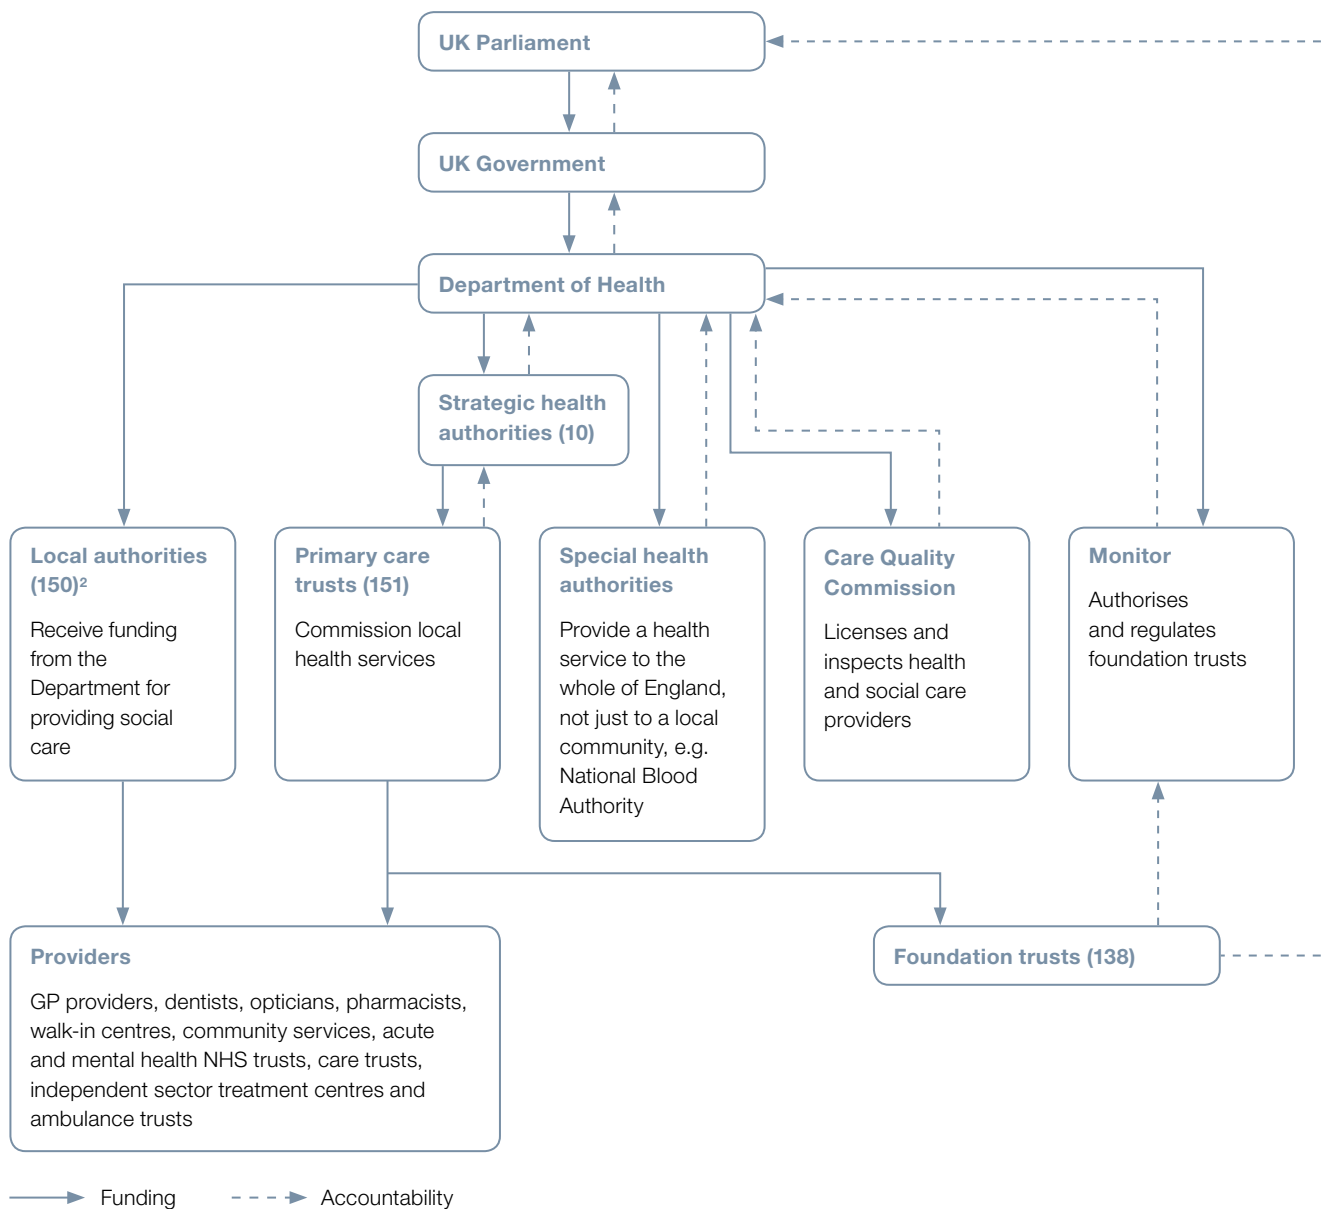 UK Parliament
UK Government
Department of Health
Strategic health
authorities (10)
Local authorities
(150)²
Receive funding
from the
Department for
providing social
care
Primary care
trusts (151)
Commission local
health services
Special health
authorities
Provide a health
service to the
whole of England,
not just to a local
community, e.g.
National Blood
Authority
Care Quality
Commission
Licenses and
inspects health
and social care
providers
Monitor
Authorises
and regulates
foundation trusts
Providers
GP providers, dentists, opticians, pharmacists,
walk-in centres, community services, acute
and mental health NHS trusts, care trusts,
independent sector treatment centres and
ambulance trusts
Foundation trusts (138)
Funding
Accountability